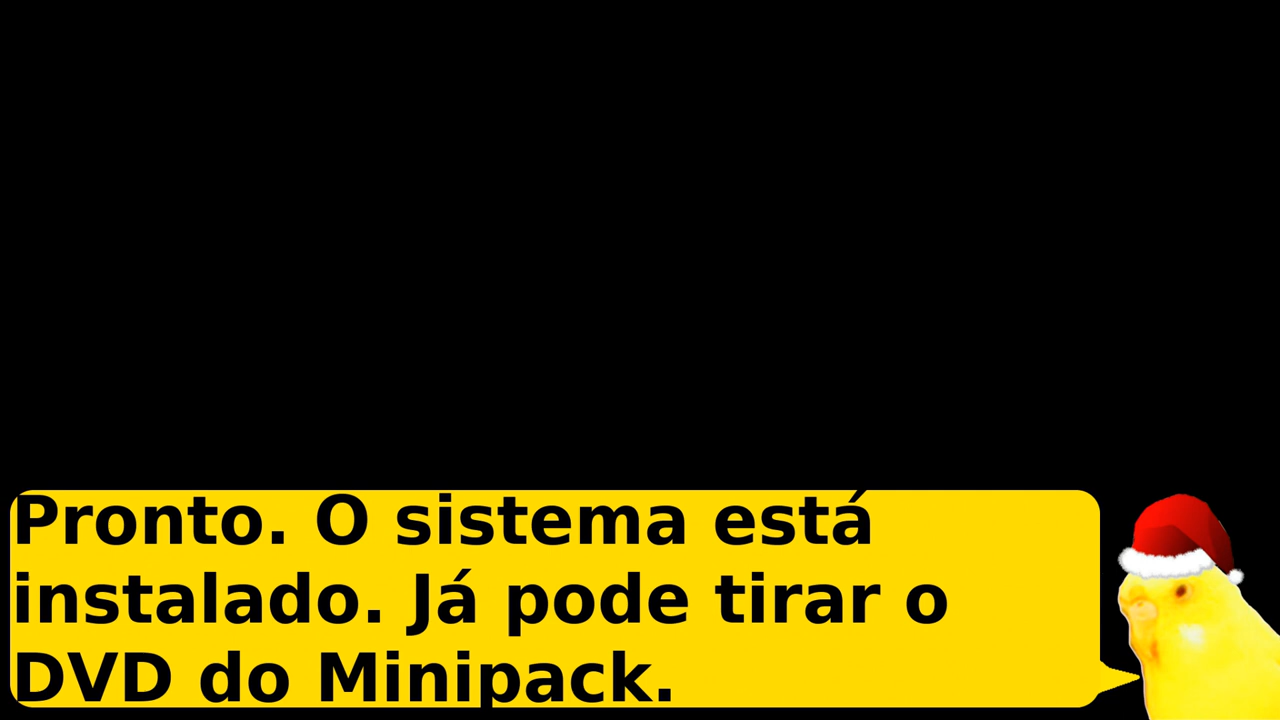 Pronto. O sistema está
instalado. Já pode tirar o
DVD do Minipack.